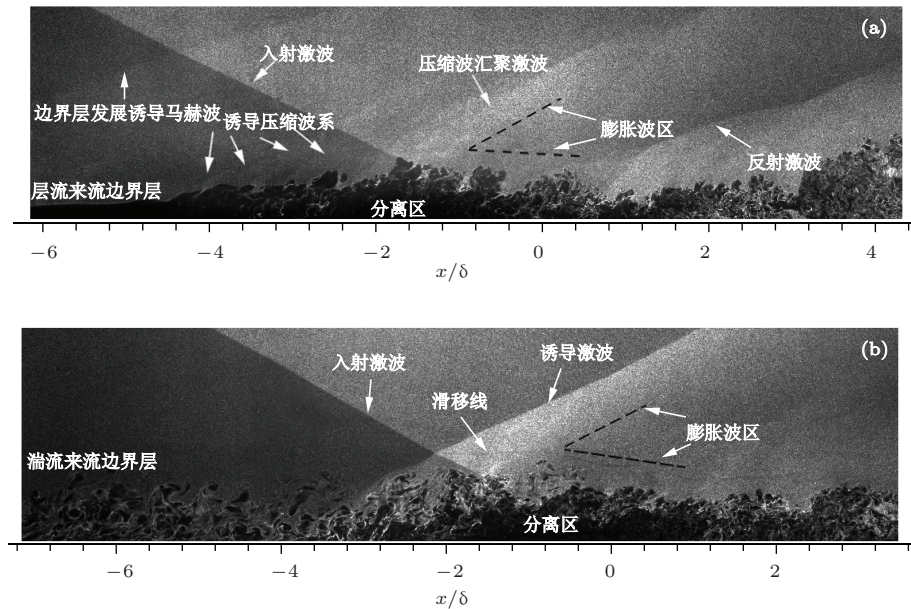 (a)
入射激波
压缩波汇聚激波
边界层发展诱导马赫波
诱导压缩波系
膨胀波区
反射激波
层流来流边界层
分离区
−6 −4 −2 0 2 4
x/δ
(b)
入射激波
诱导激波
滑移线
膨胀波区
湍流来流边界层
分离区
−6 −4 −2 0 2
x/δ